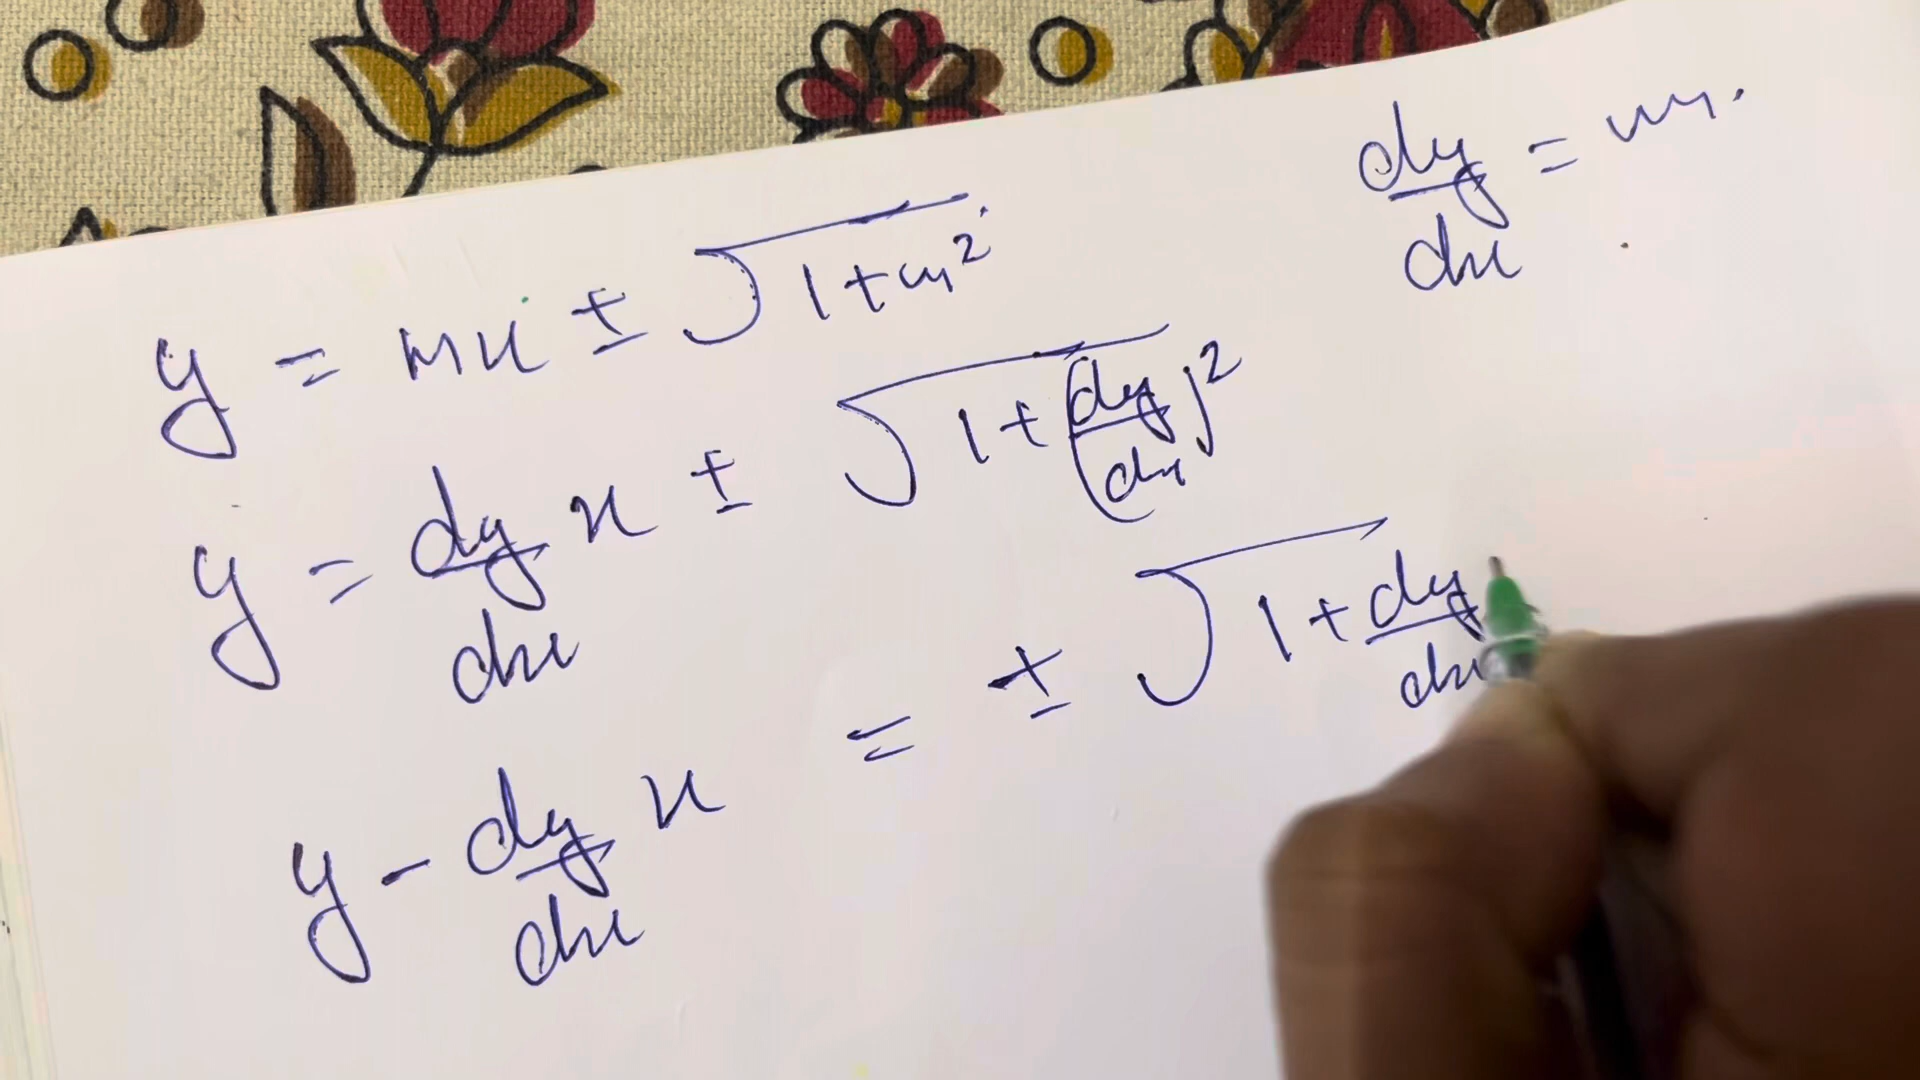 dy/dx = m.
y = mx ± √1+m²
y = dy/dx x ± √1+(dy/dx)²
y - dy/dx x = ± √1+dy/dx